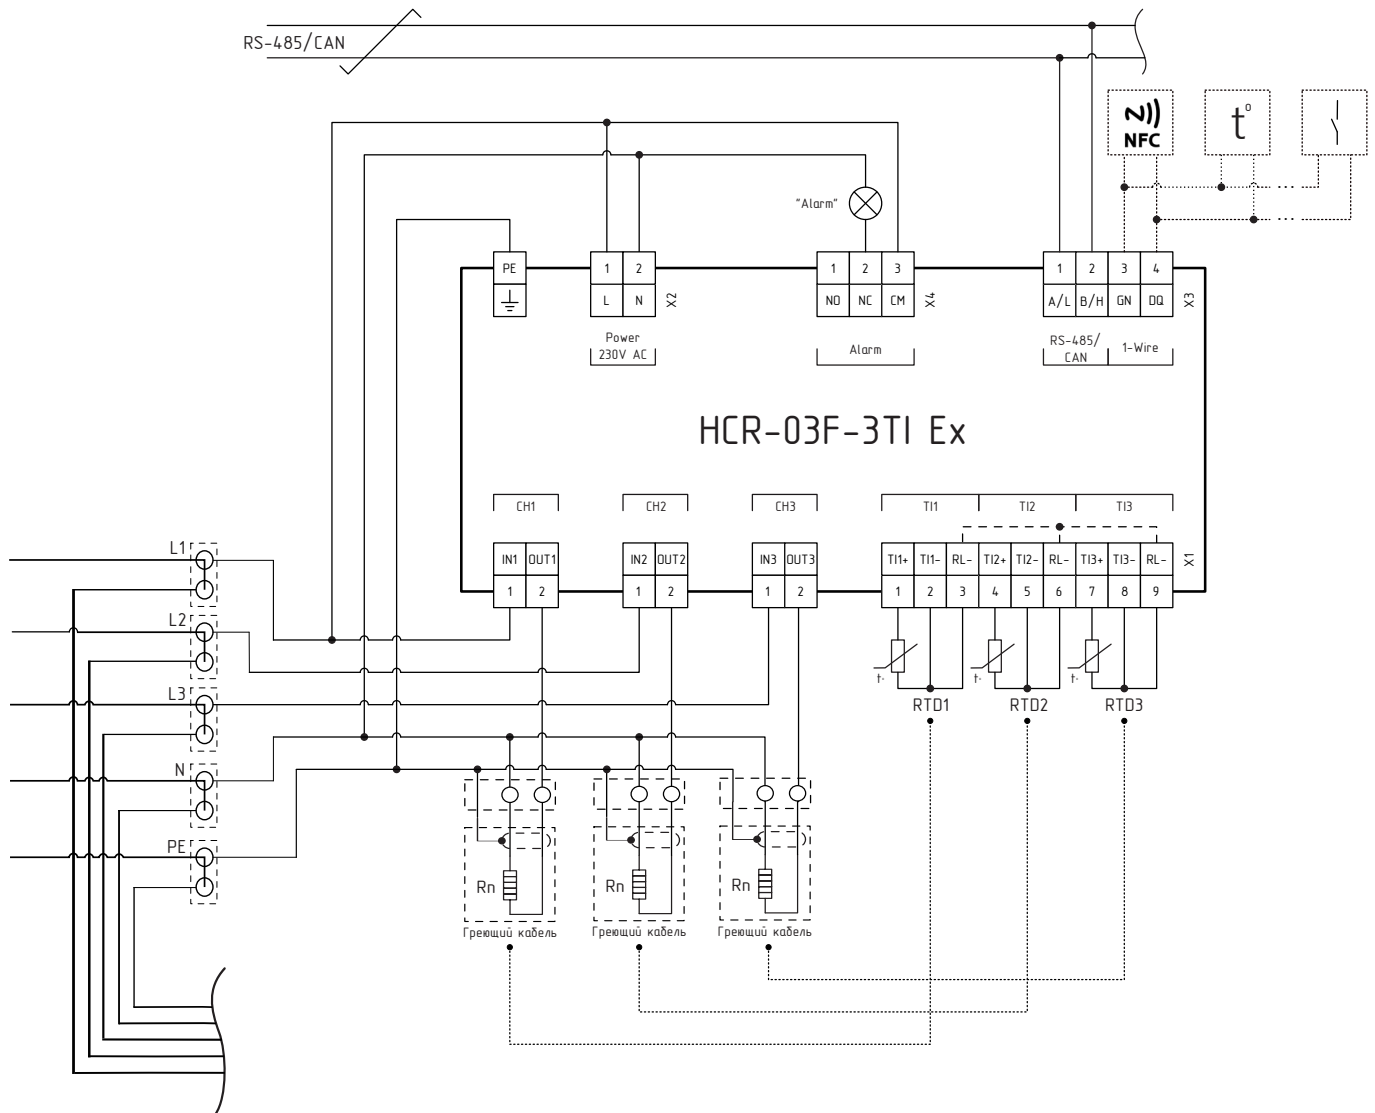 RS-485/CAN
NFC
t°
"Alarm"
PE
1 2
L N
X2
Power
230V AC
1 2 3
NO NC CM
X4
Alarm
1 2 3 4
A/L B/H GN DQ
X3
RS-485/
CAN
1-Wire
HCR-03F-3TI Ex
CH1 CH2 CH3 TI1 TI2 TI3
IN1 OUT1 IN2 OUT2 IN3 OUT3 TI1+ TI1- RL- TI2+ TI2- RL- TI3+ TI3- RL-
1 2 1 2 1 2 1 2 3 4 5 6 7 8 9
X1
L1
L2
L3
N
PE
t° t° t°
RTD1 RTD2 RTD3
Rn Rn Rn
Греющий кабель Греющий кабель Греющий кабель